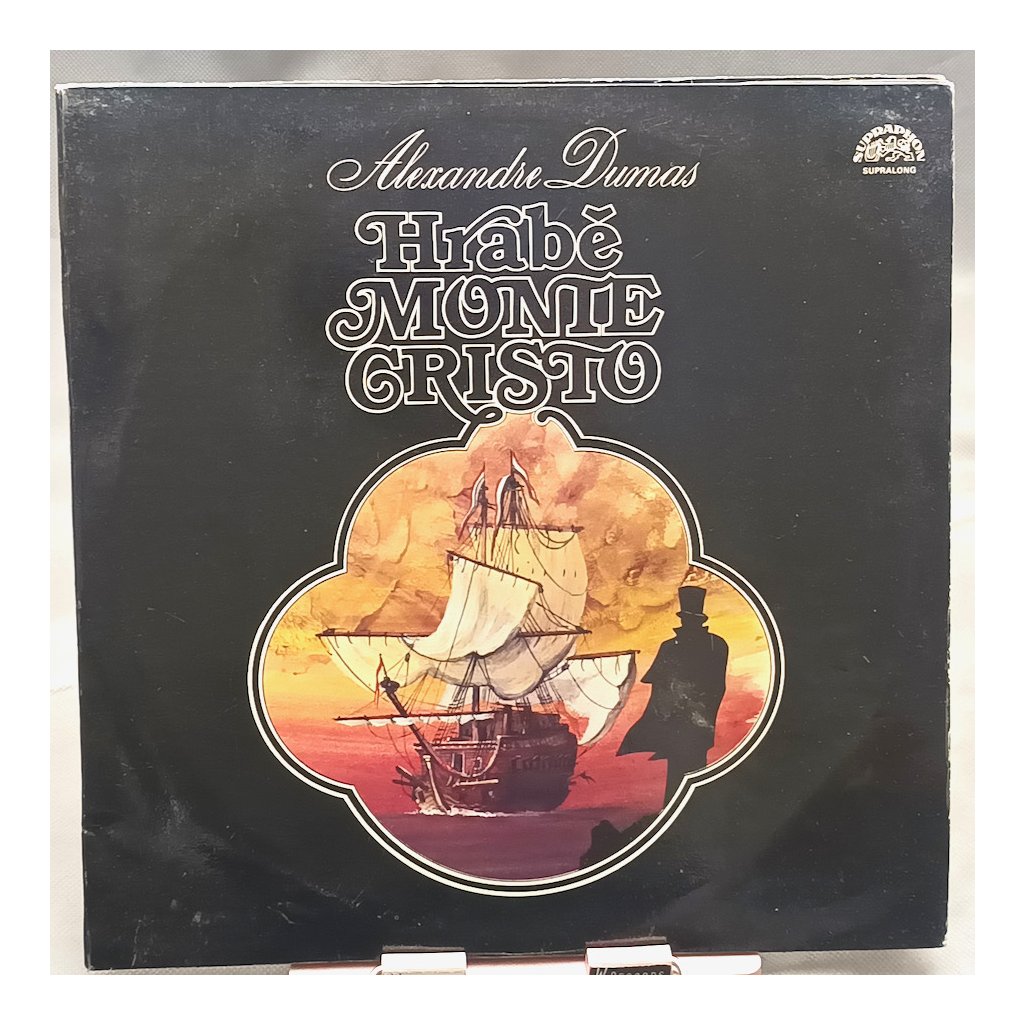 Alexandre Dumas
Hrabě
MONTE
CRISTO
SUPRAPHON
SUPRALONG